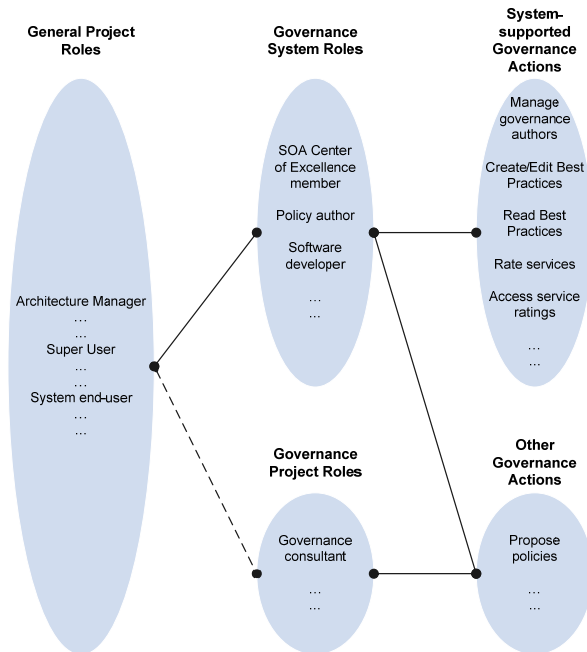 General Project
Roles
Architecture Manager
…
…
Super User
…
…
System end-user
…
…
Governance
System Roles
SOA Center
of Excellence
member
Policy author
Software
developer
…
…
System-
supported
Governance
Actions
Manage
governance
authors
Create/Edit Best
Practices
Read Best
Practices
Rate services
Access service
ratings
…
…
Governance
Project Roles
Governance
consultant
…
…
Other
Governance
Actions
Propose
policies
…
…